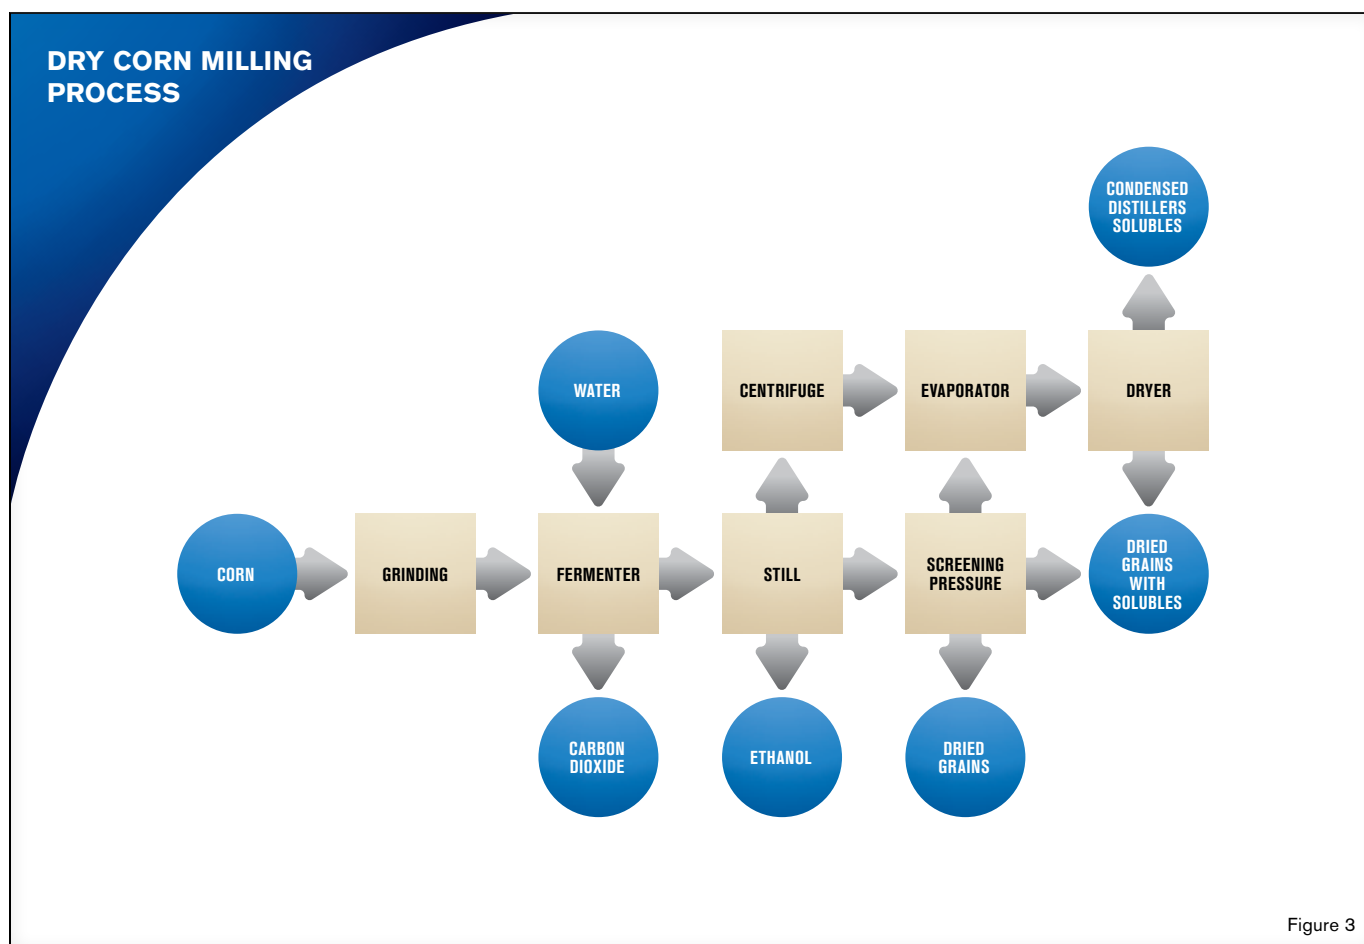 DRY CORN MILLING
PROCESS
CONDENSED
DISTILLERS
SOLUBLES
WATER
CENTRIFUGE
EVAPORATOR
DRYER
CORN
GRINDING
FERMENTER
STILL
SCREENING
PRESSURE
DRIED
GRAINS
WITH
SOLUBLES
CARBON
DIOXIDE
ETHANOL
DRIED
GRAINS
Figure 3